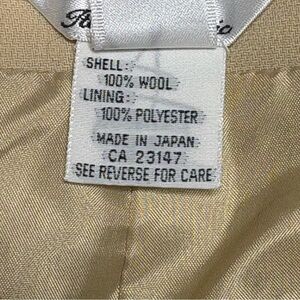 SHELL:
100% WOOL
LINING:
100% POLYESTER
MADE IN JAPAN
CA 23147
SEE REVERSE FOR CARE